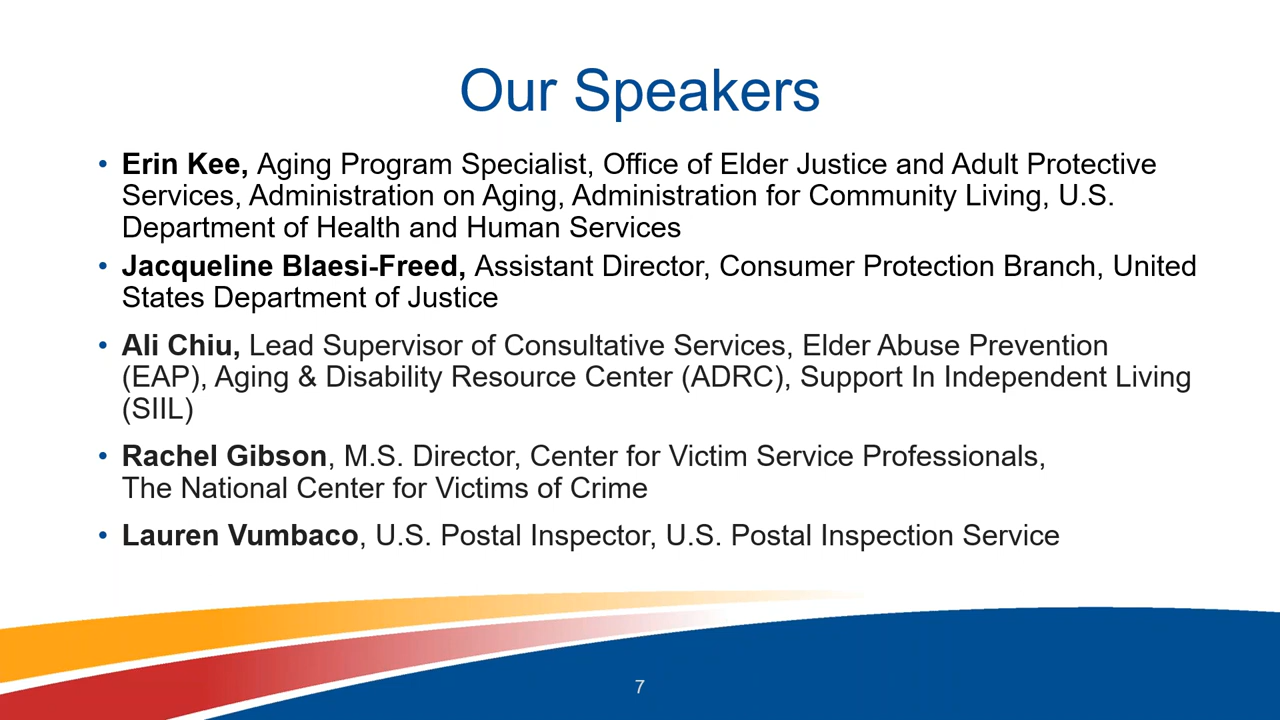 Our Speakers
• Erin Kee, Aging Program Specialist, Office of Elder Justice and Adult Protective
Services, Administration on Aging, Administration for Community Living, U.S.
Department of Health and Human Services
• Jacqueline Blaesi-Freed, Assistant Director, Consumer Protection Branch, United
States Department of Justice
• Ali Chiu, Lead Supervisor of Consultative Services, Elder Abuse Prevention
(EAP), Aging & Disability Resource Center (ADRC), Support In Independent Living
(SIIL)
• Rachel Gibson, M.S. Director, Center for Victim Service Professionals,
The National Center for Victims of Crime
• Lauren Vumbaco, U.S. Postal Inspector, U.S. Postal Inspection Service
7